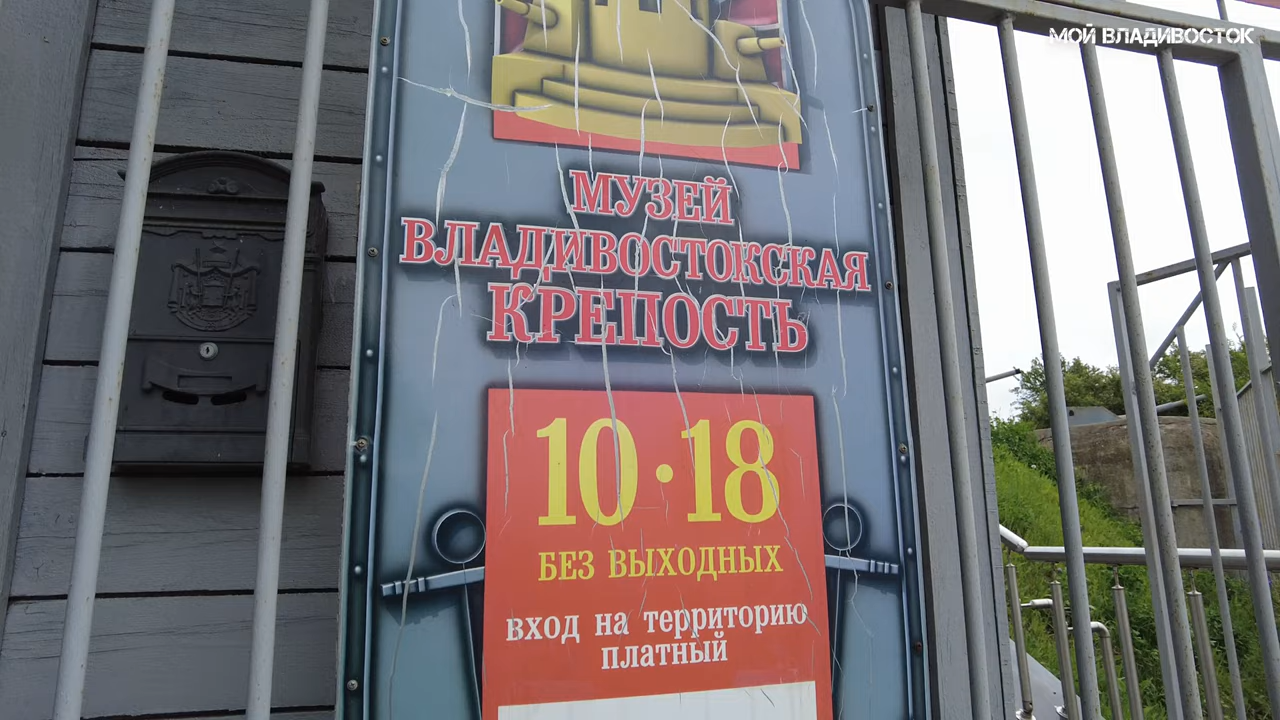 МОЙ ВЛАДИВОСТОК
МУЗЕЙ
ВЛАДИВОСТОКСКАЯ
КРЕПОСТЬ
10·18
БЕЗ ВЫХОДНЫХ
вход на территорию
платный